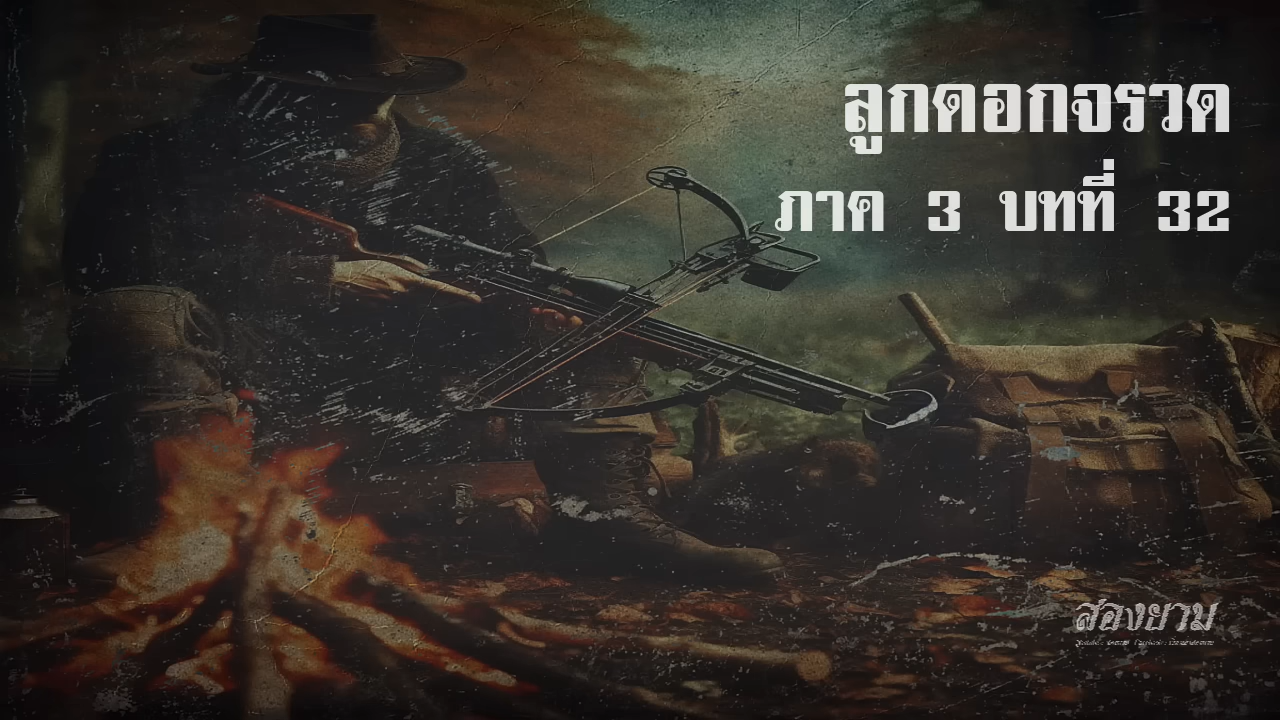 ลูกดอกจรวด
ภาค 3 บทที่ 32
สองยาม